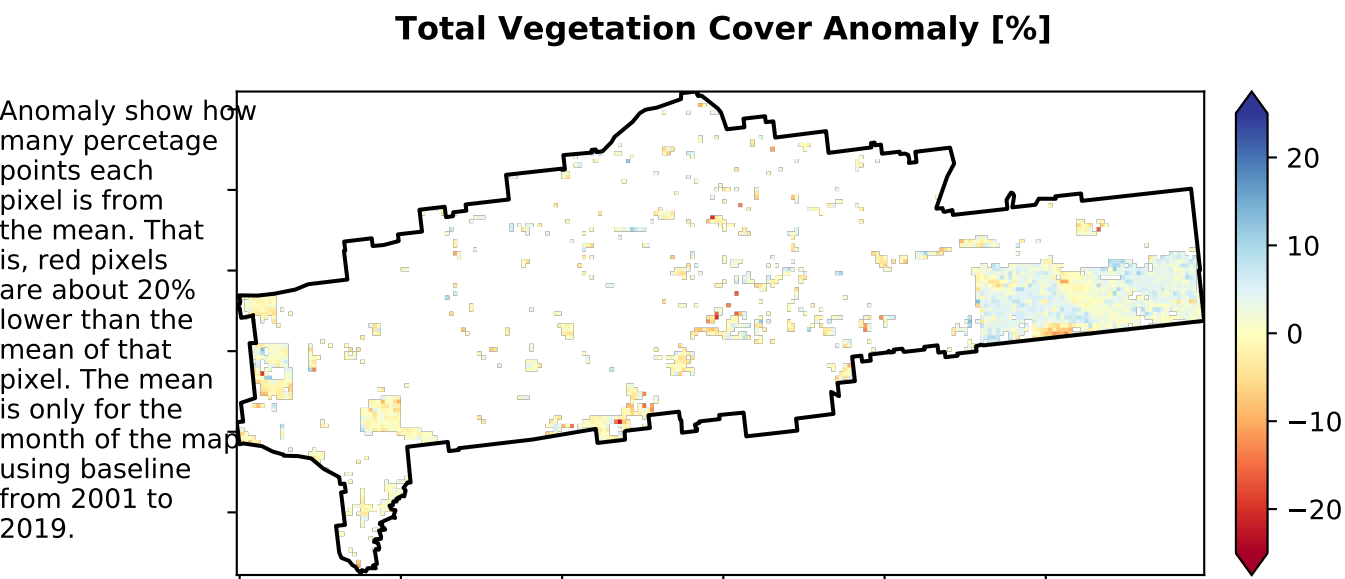 Total Vegetation Cover Anomaly [%]
Anomaly show how
many percetage
points each
pixel is from
the mean. That
is, red pixels
are about 20%
lower than the
mean of that
pixel. The mean
is only for the
month of the map
using baseline
from 2001 to
2019.
20
10
0
−10
−20